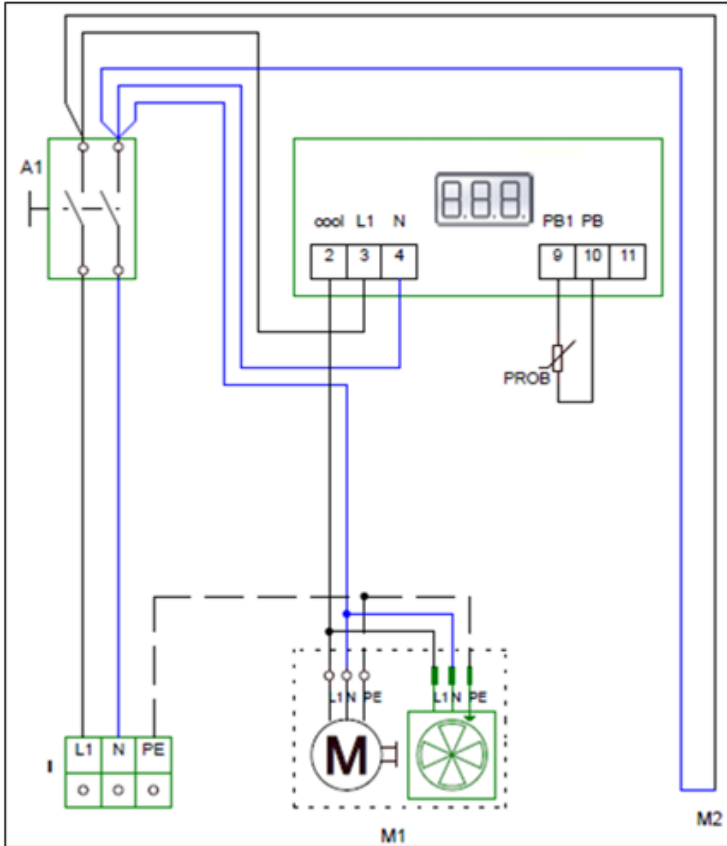 A1
cool L1 N
PB1 PB
2 3 4
9 10 11
PROB
L1 N PE
L1 N PE
L1 N PE
M
I
M1
M2